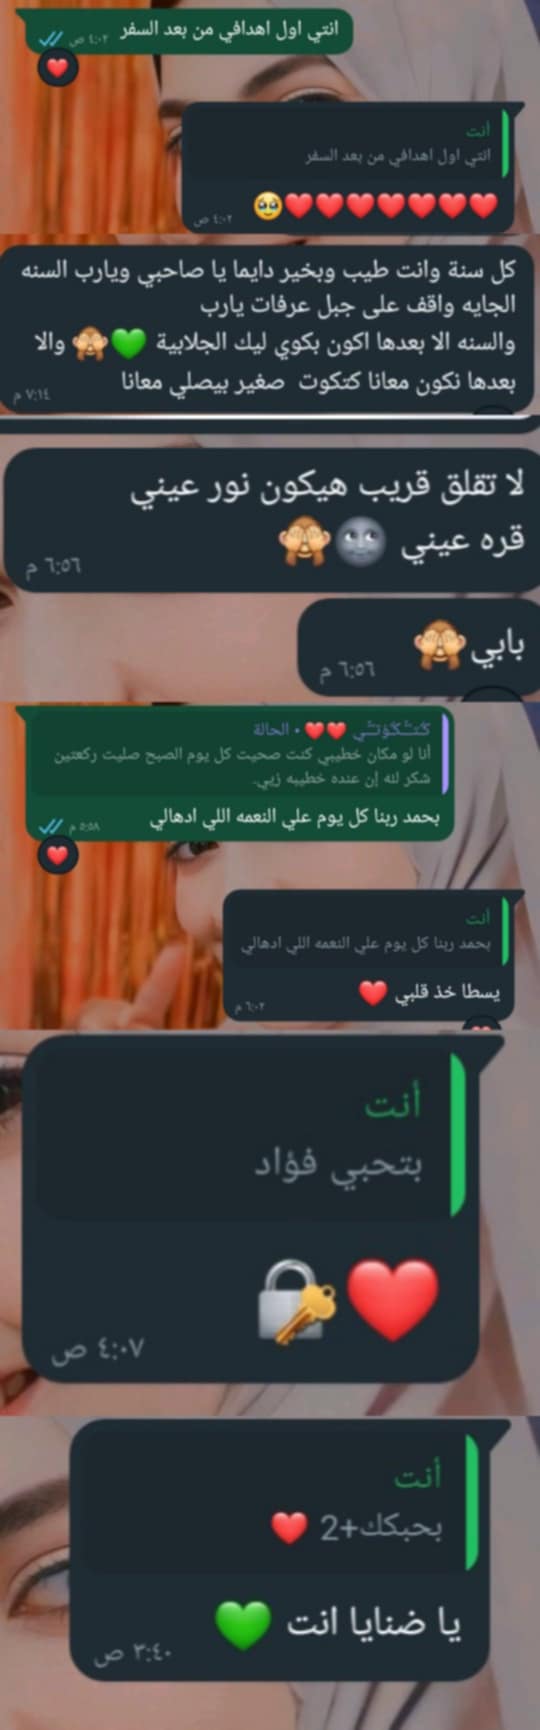 انتي اول اهدافي من بعد السفر
٤:٠٢ ص
❤️
أنت
انتي اول اهدافي من بعد السفر
❤️❤️❤️❤️❤️❤️❤️🥹
٤:٠٢ ص
كل سنة وانت طيب وبخير دايما يا صاحبي ويارب السنه
الجايه واقف على جبل عرفات يارب
والسنه الا بعدها اكون بكوي ليك الجلابية 💚🙈 والا
بعدها نكون معانا كتكوت صغير بيصلي معانا
٧:١٤ م
لا تقلق قريب هيكون نور عيني
قره عيني 🌚🙈
٦:٥٦ م
بابي🙈
٦:٥٦ م
كتكوتي ❤️❤️ • الحالة
أنا لو مكان خطيبي كنت صحيت كل يوم الصبح صليت ركعتين
شكر لله إن عنده خطيبه زيي.
بحمد ربنا كل يوم علي النعمه اللي ادهالي
٥:٥٨ م
❤️
أنت
بحمد ربنا كل يوم علي النعمه اللي ادهالي
يسطا خذ قلبي ❤️
٦:٠٢ م
أنت
بتحبي فؤاد
❤️🔐
٤:٠٧ ص
أنت
بحبكك+2 ❤️
يا ضنايا انت 💚
٣:٤٠ ص